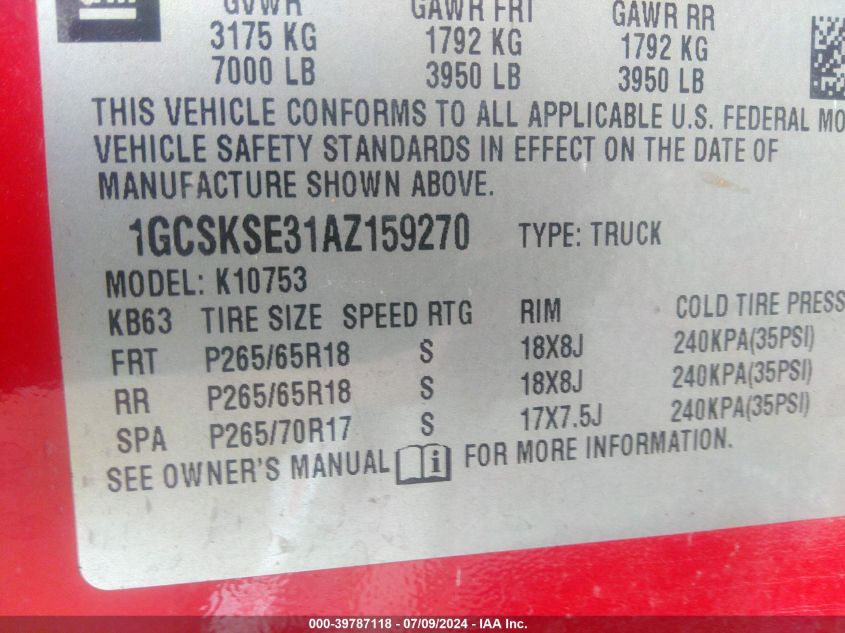 GVWR GAWR FRT GAWR RR
3175 KG 1792 KG 1792 KG
7000 LB 3950 LB 3950 LB
THIS VEHICLE CONFORMS TO ALL APPLICABLE U.S. FEDERAL MO
VEHICLE SAFETY STANDARDS IN EFFECT ON THE DATE OF
MANUFACTURE SHOWN ABOVE.
1GCSKSE31AZ159270 TYPE: TRUCK
MODEL: K10753
KB63 TIRE SIZE SPEED RTG RIM COLD TIRE PRESS
FRT P265/65R18 S 18X8J 240KPA(35PSI)
RR P265/65R18 S 18X8J 240KPA(35PSI)
SPA P265/70R17 S 17X7.5J 240KPA(35PSI)
SEE OWNER'S MANUAL FOR MORE INFORMATION.
000-39787118 - 07/09/2024 - IAA Inc.